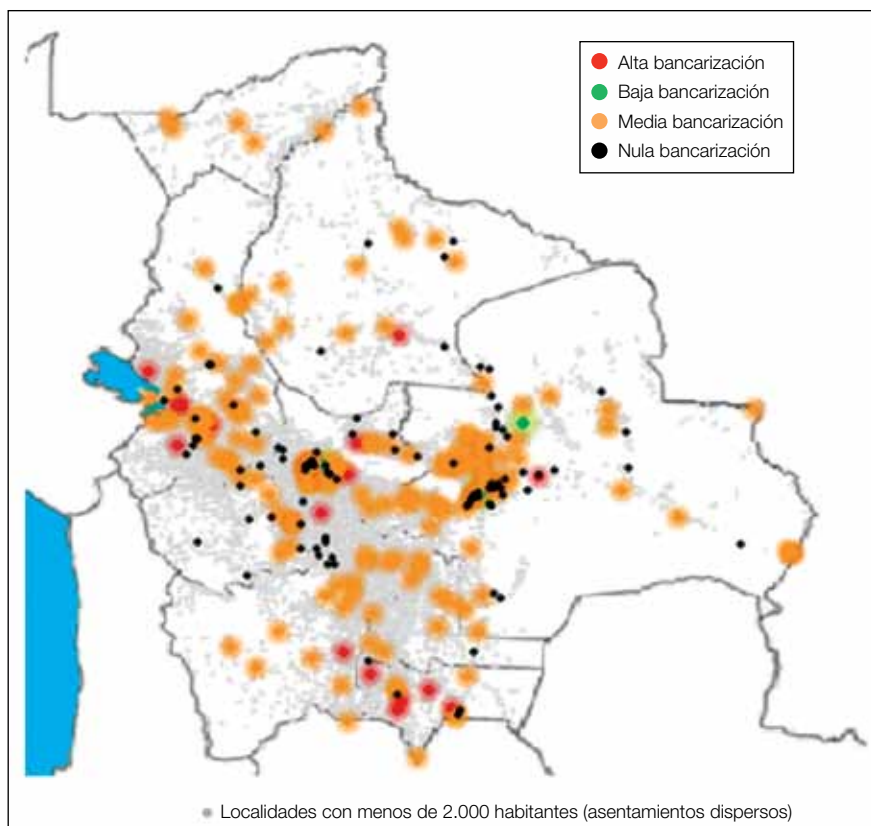 Alta bancarización
Baja bancarización
Media bancarización
Nula bancarización
Localidades con menos de 2.000 habitantes (asentamientos dispersos)